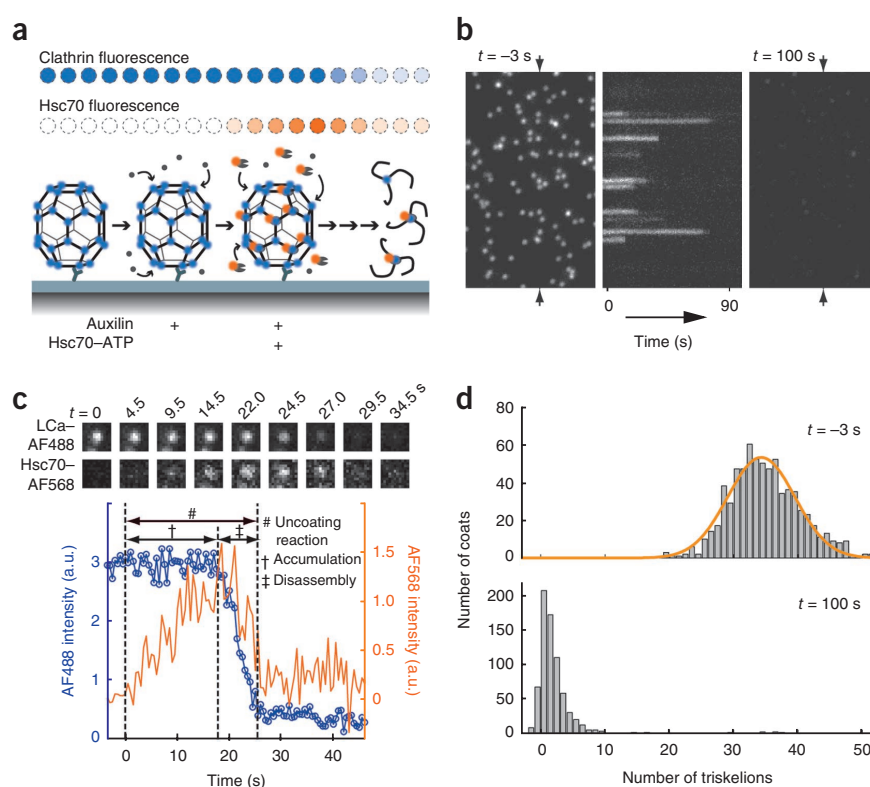 a
Clathrin fluorescence
Hsc70 fluorescence
Auxilin + +
Hsc70–ATP +
b
t = –3 s
t = 100 s
0 90
Time (s)
c
t = 0 4.5 9.5 14.5 22.0 24.5 27.0 29.5 34.5 s
LCa–
AF488
Hsc70–
AF568
#
† ‡
# Uncoating
reaction
† Accumulation
‡ Disassembly
AF488 intensity (a.u.)
3
2
1
0
AF568 intensity (a.u.)
1.5
1.0
0.5
0
0 10 20 30 40
Time (s)
d
80
60
40
20
0
t = –3 s
Number of coats
200
150
100
50
0
t = 100 s
0 10 20 30 40 50
Number of triskelions